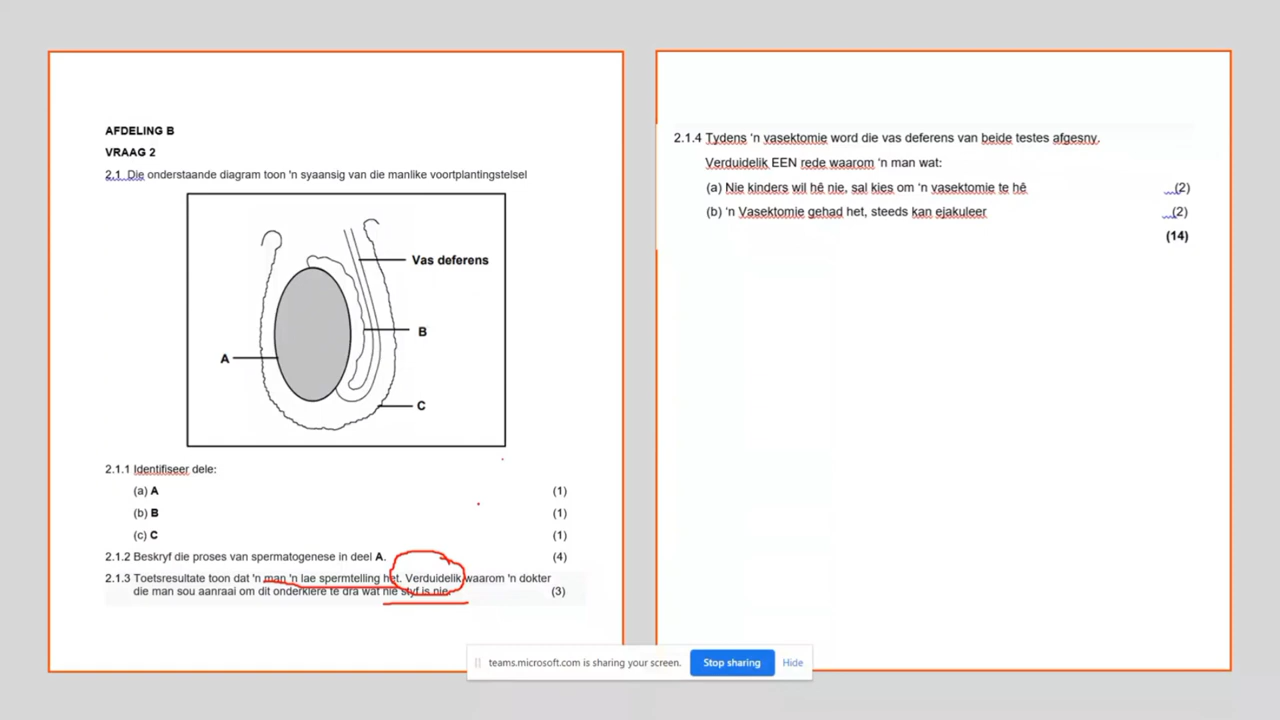 AFDELING B
VRAAG 2
2.1 Die onderstaande diagram toon 'n syaansig van die manlike voortplantingstelsel
Vas deferens
B
A
C
2.1.1 Identifiseer dele:
(a) A (1)
(b) B (1)
(c) C (1)
2.1.2 Beskryf die proses van spermatogenese in deel A. (4)
2.1.3 Toetsresultate toon dat 'n man 'n lae spermtelling het. Verduidelik waarom 'n dokter
die man sou aanraai om dit onderklere te dra wat nie styf is nie. (3)
2.1.4 Tydens 'n vasektomie word die vas deferens van beide testes afgesny.
Verduidelik EEN rede waarom 'n man wat:
(a) Nie kinders wil hê nie, sal kies om 'n vasektomie te hê (2)
(b) 'n Vasektomie gehad het, steeds kan ejakuleer (2)
(14)
teams.microsoft.com is sharing your screen. Stop sharing Hide